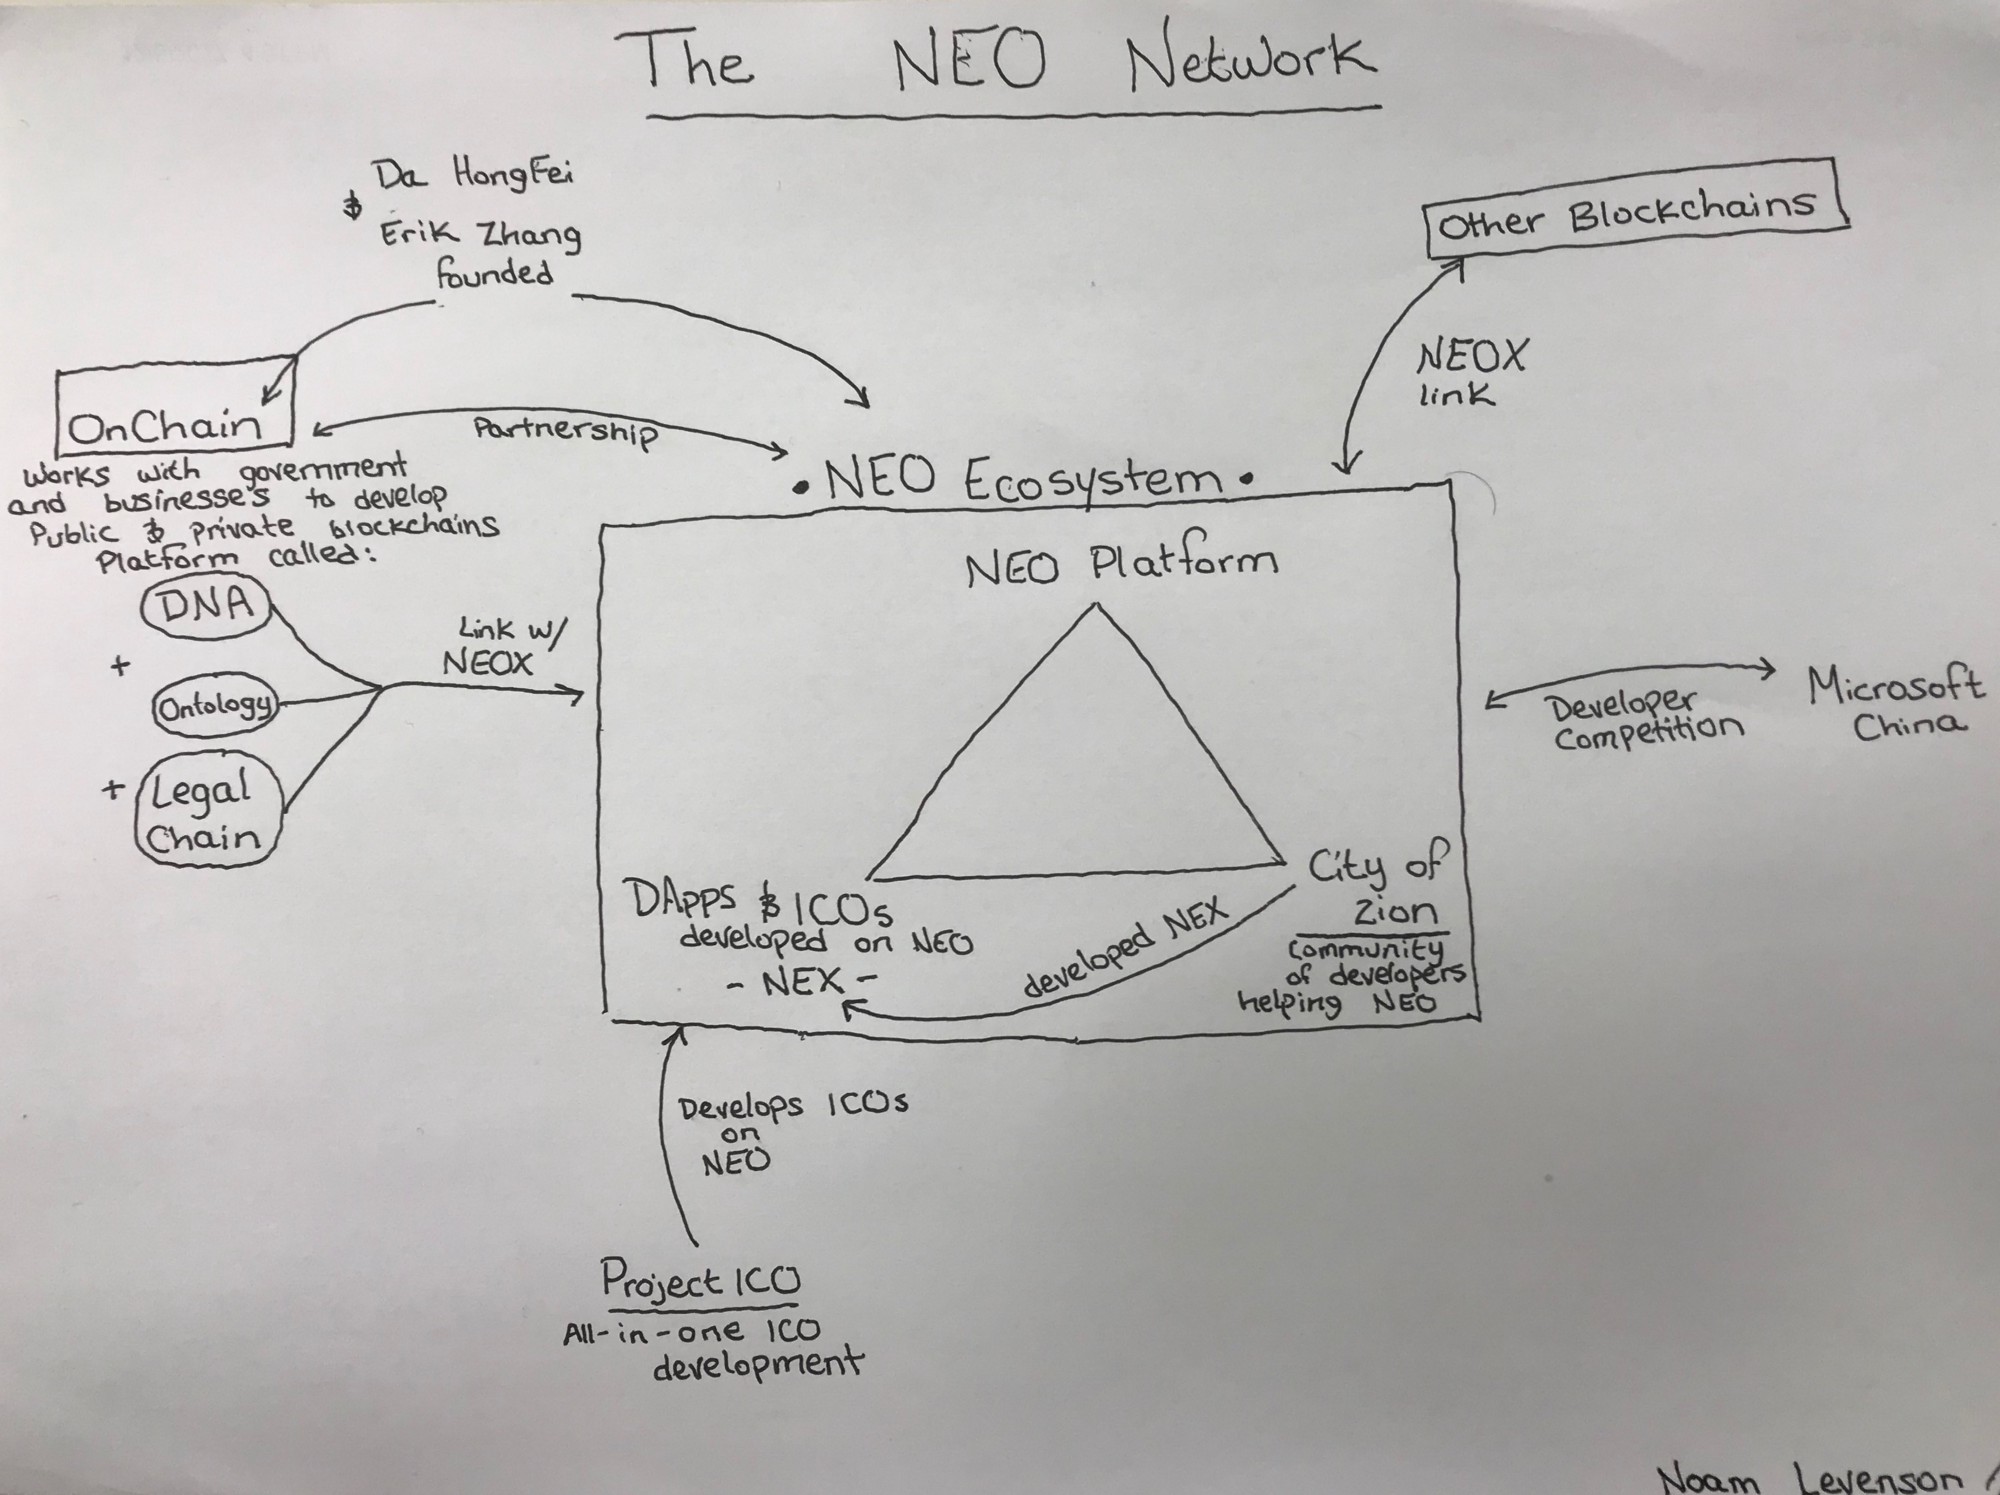 The NEO Network
Da HongFei
& Erik Zhang
founded
Other Blockchains
NEOX
link
OnChain
Partnership
works with government
and businesse's to develop
Public & private blockchains
Platform called:
DNA
+
Ontology
+
Legal
Chain
Link w/
NEOX
• NEO Ecosystem •
NEO Platform
DApps & ICOs
developed on NEO
- NEX -
developed NEX
City of
Zion
community
of developers
helping NEO
Developer
Competition
Microsoft
China
Develops ICOs
on
NEO
Project ICO
All-in-one ICO
development
Noam Levenson